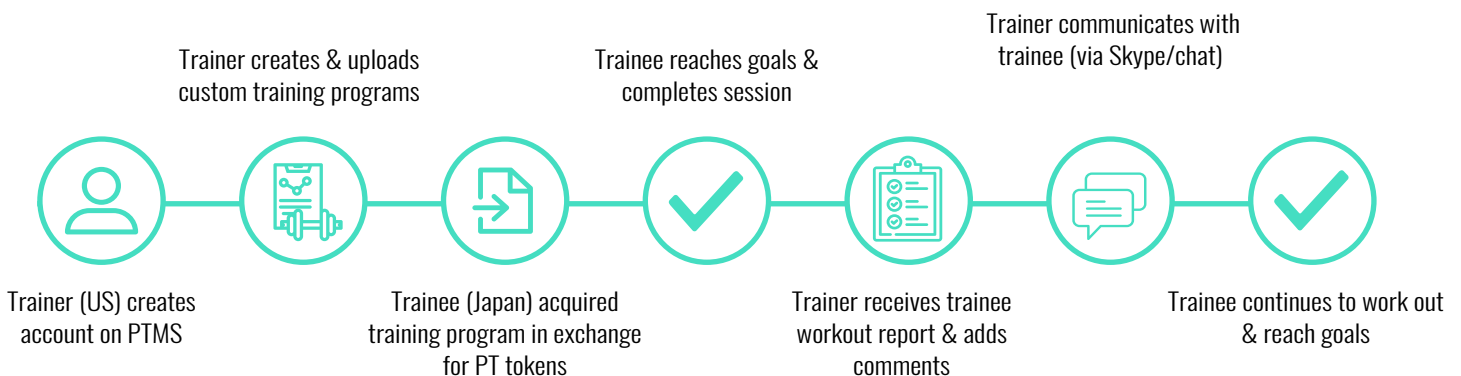 Trainer (US) creates
account on PTMS
Trainer creates & uploads
custom training programs
Trainee (Japan) acquired
training program in exchange
for PT tokens
Trainee reaches goals &
completes session
Trainer receives trainee
workout report & adds
comments
Trainer communicates with
trainee (via Skype/chat)
Trainee continues to work out
& reach goals